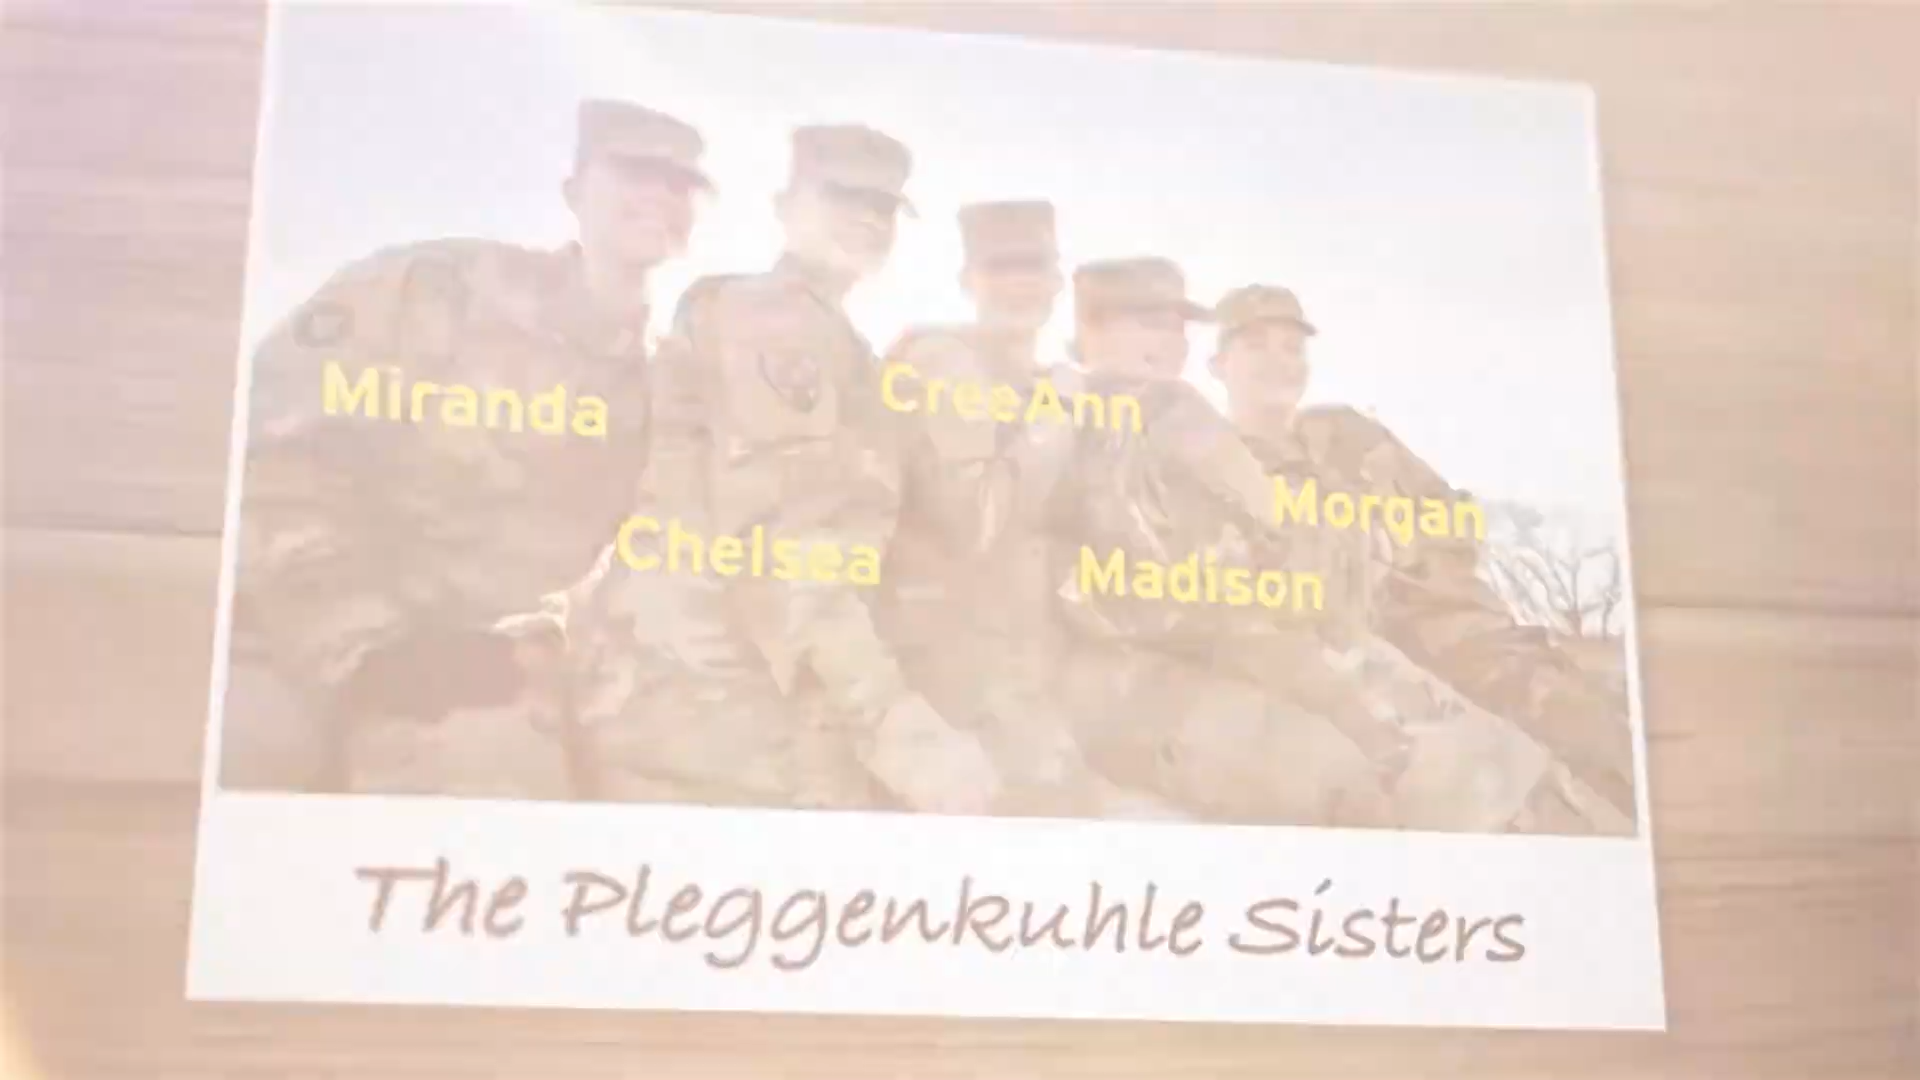 Miranda
CreeAnn
Morgan
Chelsea
Madison
The Pleggenkuhle Sisters